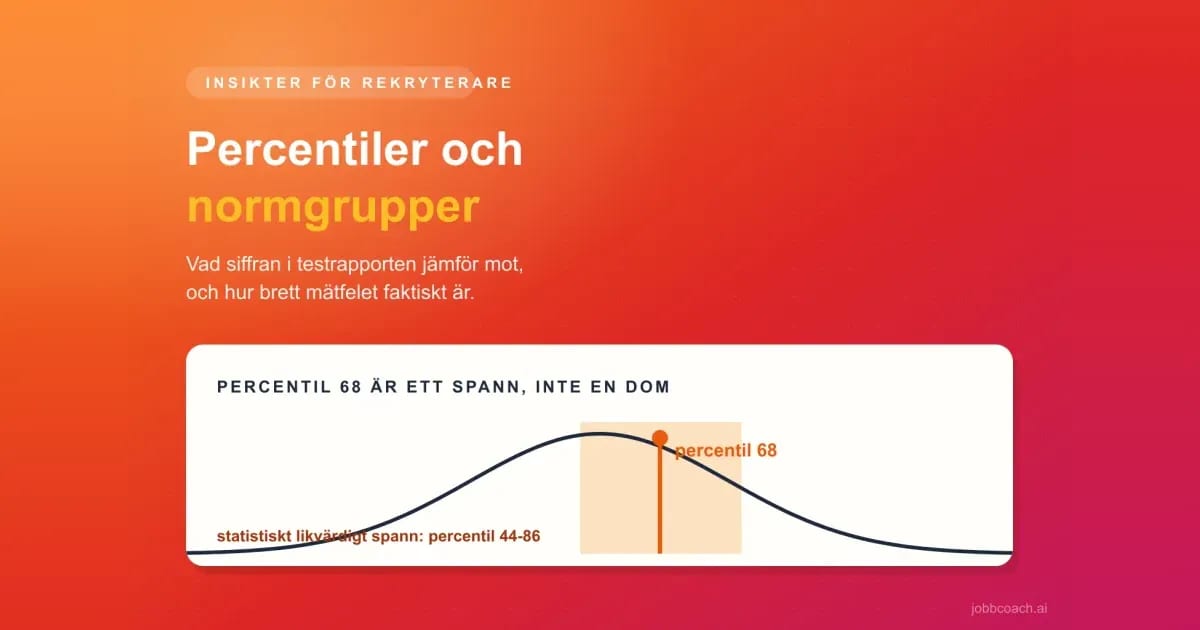 INSIKTER FÖR REKRYTERARE
Percentiler och
normgrupper
Vad siffran i testrapporten jämför mot,
och hur brett mätfelet faktiskt är.
PERCENTIL 68 ÄR ETT SPANN, INTE EN DOM
percentil 68
statistiskt likvärdigt spann: percentil 44-86
jobbcoach.ai